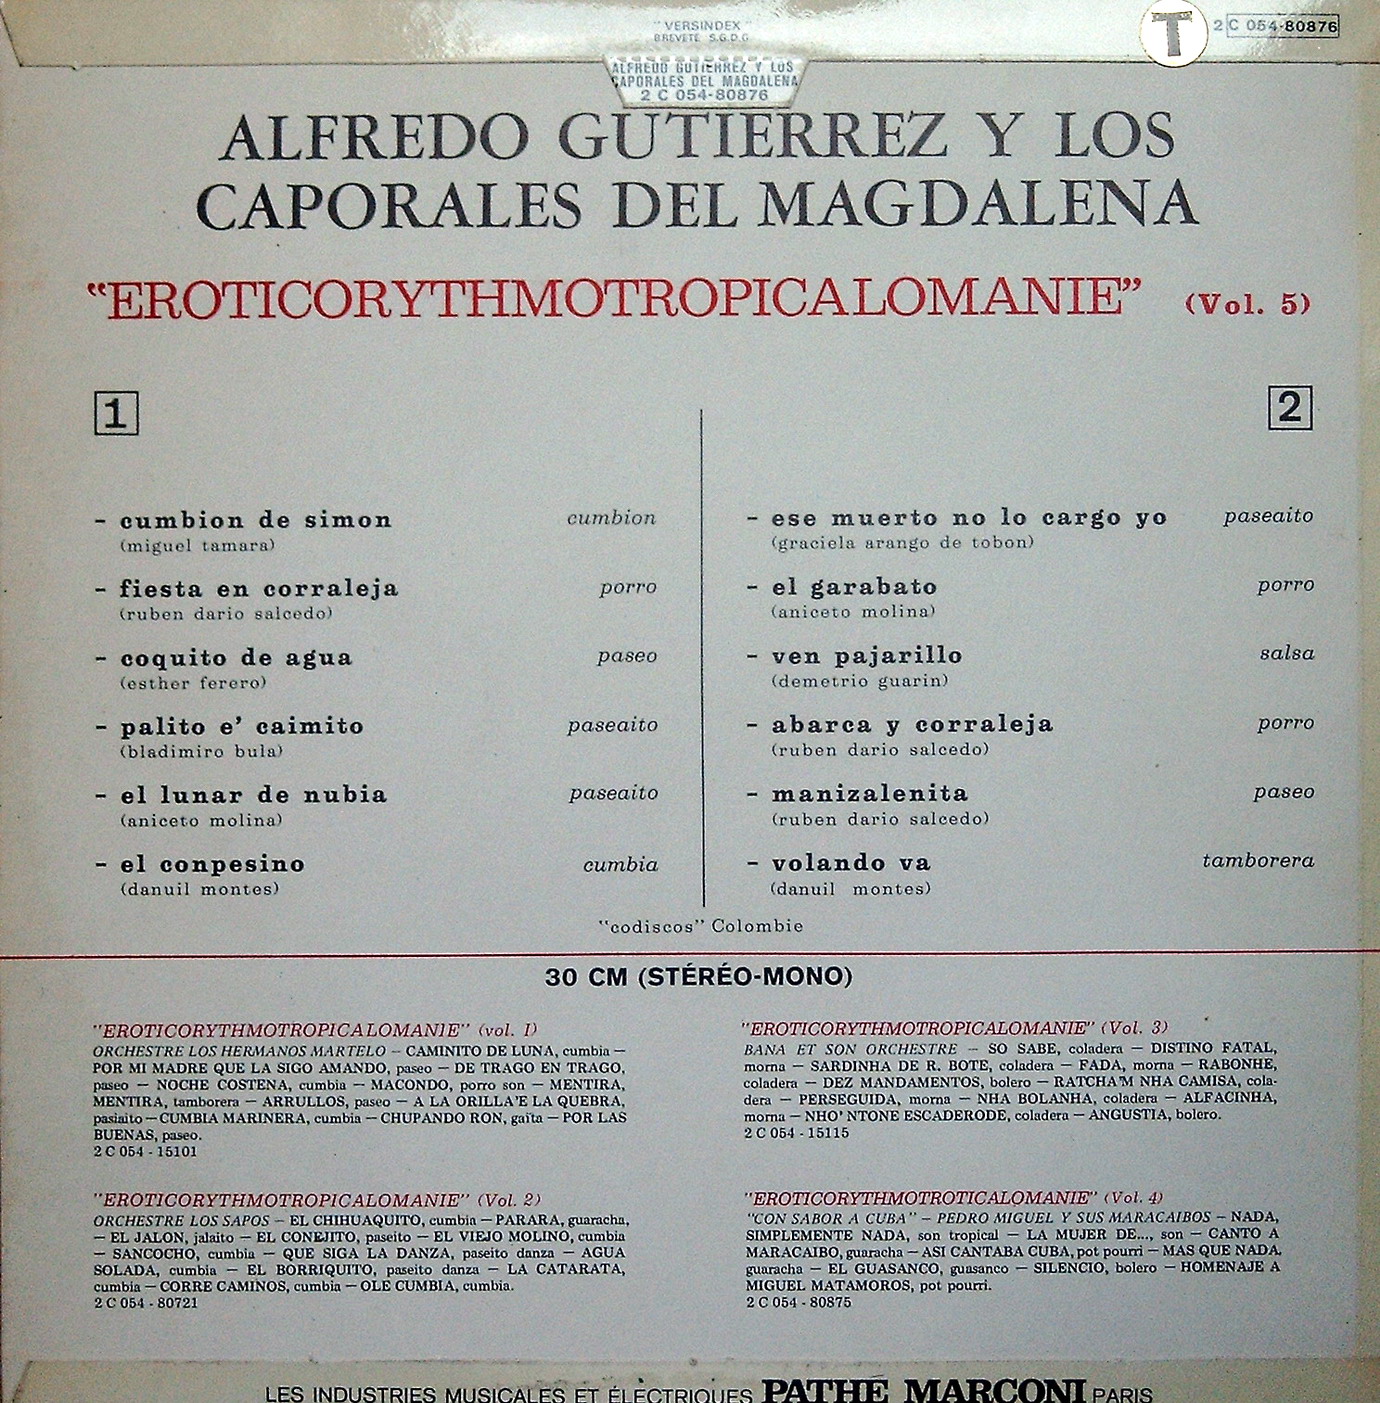 "VERSINDEX"
BREVETÉ S.G.D.G
T
2 C 054-80876
ALFREDO GUTIERREZ Y LOS
CAPORALES DEL MAGDALENA
2 C 054-80876
ALFREDO GUTIERREZ Y LOS
CAPORALES DEL MAGDALENA
"EROTICORYTHMOTROPICALOMANIE" (Vol. 5)
1
- cumbion de simon cumbion
(miguel tamara)
- fiesta en corraleja porro
(ruben dario salcedo)
- coquito de agua paseo
(esther ferero)
- palito e' caimito paseaito
(bladimiro bula)
- el lunar de nubia paseaito
(aniceto molina)
- el conpesino cumbia
(danuil montes)
2
- ese muerto no lo cargo yo paseaito
(graciela arango de tobon)
- el garabato porro
(aniceto molina)
- ven pajarillo salsa
(demetrio guarin)
- abarca y corraleja porro
(ruben dario salcedo)
- manizalenita paseo
(ruben dario salcedo)
- volando va tamborera
(danuil montes)
"codiscos" Colombie
30 CM (STÉRÉO-MONO)
"EROTICORYTHMOTROPICALOMANIE" (vol. 1)
ORCHESTRE LOS HERMANOS MARTELO — CAMINITO DE LUNA, cumbia —
POR MI MADRE QUE LA SIGO AMANDO, paseo — DE TRAGO EN TRAGO,
paseo — NOCHE COSTENA, cumbia — MACONDO, porro son — MENTIRA,
MENTIRA, tamborera — ARRULLOS, paseo — A LA ORILLA'E LA QUEBRA,
pasiaito — CUMBIA MARINERA, cumbia — CHUPANDO RON, gaïta — POR LAS
BUENAS, paseo.
2 C 054 - 15101
"EROTICORYTHMOTROPICALOMANIE" (Vol. 2)
ORCHESTRE LOS SAPOS — EL CHIHUAQUITO, cumbia — PARARA, guaracha,
— EL JALON, jalaito — EL CONEJITO, paseito — EL VIEJO MOLINO, cumbia
— SANCOCHO, cumbia — QUE SIGA LA DANZA, paseito danza — AGUA
SOLADA, cumbia — EL BORRIQUITO, paseito danza — LA CATARATA,
cumbia — CORRE CAMINOS, cumbia — OLE CUMBIA, cumbia.
2 C 054 - 80721
"EROTICORYTHMOTROPICALOMANIE" (Vol. 3)
BANA ET SON ORCHESTRE — SO SABE, coladera — DISTINO FATAL,
morna — SARDINHA DE R. BOTE, coladera — FADA, morna — RABONHE,
coladera — DEZ MANDAMENTOS, bolero — RATCHA'M NHA CAMISA, cola-
dera — PERSEGUIDA, morna — NHA BOLANHA, coladera — ALFACINHA,
morna — NHO' NTONE ESCADERODE, coladera — ANGUSTIA, bolero.
2 C 054 - 15115
"EROTICORYTHMOTROTICALOMANIE" (Vol. 4)
"CON SABOR A CUBA" — PEDRO MIGUEL Y SUS MARACAIBOS — NADA,
SIMPLEMENTE NADA, son tropical — LA MUJER DE..., son — CANTO A
MARACAIBO, guaracha — ASI CANTABA CUBA, pot pourri — MAS QUE NADA,
guaracha — EL GUASANCO, guasanco — SILENCIO, bolero — HOMENAJE A
MIGUEL MATAMOROS, pot pourri.
2 C 054 - 80875
LES INDUSTRIES MUSICALES ET ÉLECTRIQUES PATHÉ MARCONI PARIS